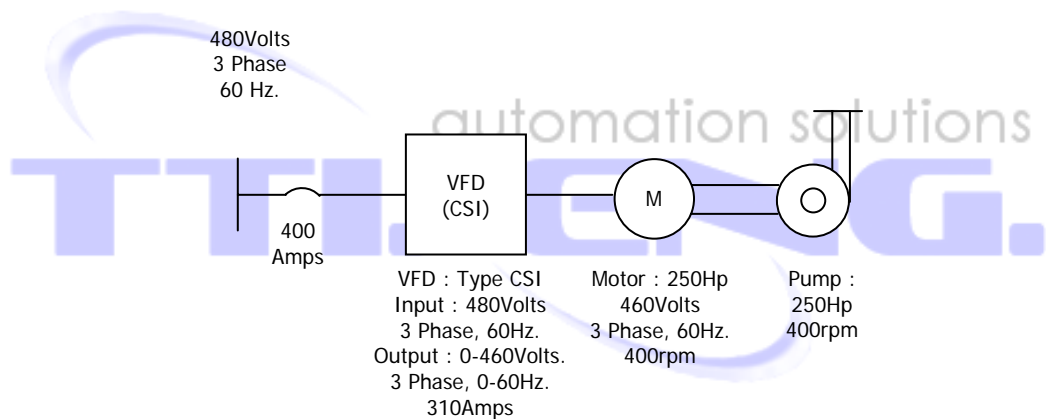 480Volts
3 Phase
60 Hz.
automation solutions
TTI.ENG.
400
Amps
VFD
(CSI)
M
VFD : Type CSI
Input : 480Volts
3 Phase, 60Hz.
Output : 0-460Volts.
3 Phase, 0-60Hz.
310Amps
Motor : 250Hp
460Volts
3 Phase, 60Hz.
400rpm
Pump :
250Hp
400rpm